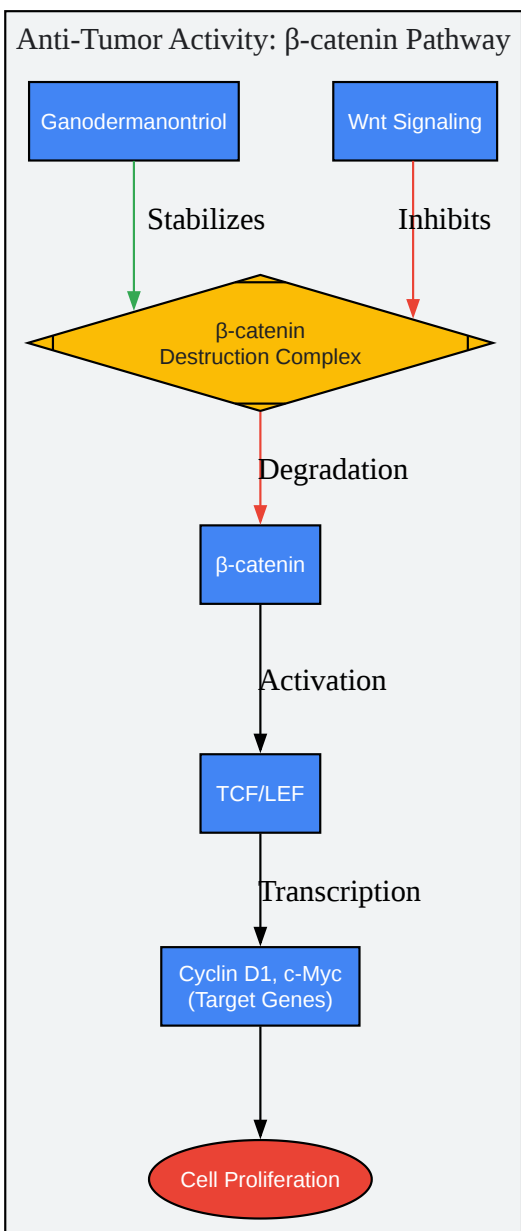 Anti-Tumor Activity: β-catenin Pathway
Ganodermanontriol
Wnt Signaling
Stabilizes
Inhibits
β-catenin
Destruction Complex
Degradation
β-catenin
Activation
TCF/LEF
Transcription
Cyclin D1, c-Myc
(Target Genes)
Cell Proliferation